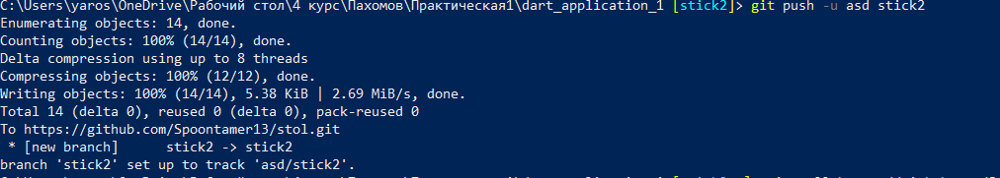 C:\Users\yaros\OneDrive\Рабочий стол\4 курс\Пахомов\Практическая1\dart_application_1 [stick2]> git push -u asd stick2
Enumerating objects: 14,
Counting objects: 100% (14/14), done.
Delta compression using up to 8 threads
Compressing objects: 100% (12/12), done.
Writing objects: 100% (14/14), 5.38 KiB | 2.69 MiB/s, done.
Total 14 (delta 0), reused 0 (delta 0), pack-reused 0
To https://github.com/Spoontamer13/stol.git
 * [new branch]      stick2 -> stick2
branch 'stick2' set up to track 'asd/stick2'.